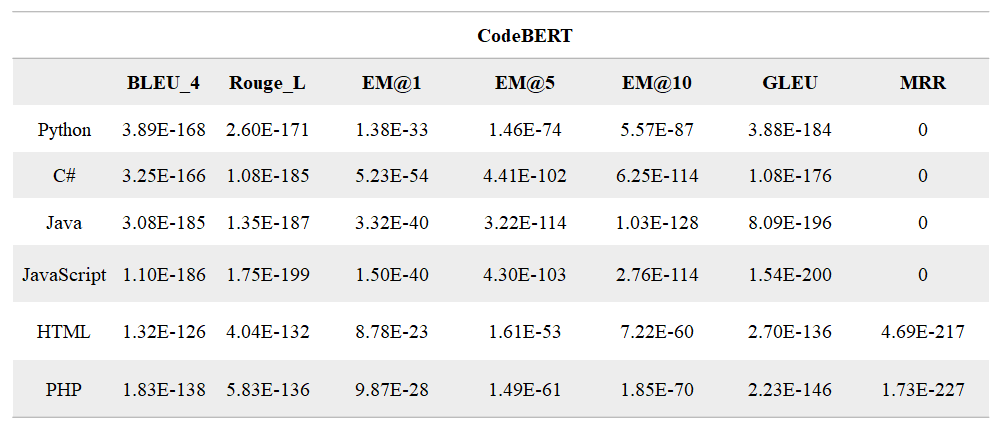 CodeBERT
BLEU_4 Rouge_L EM@1 EM@5 EM@10 GLEU MRR
Python 3.89E-168 2.60E-171 1.38E-33 1.46E-74 5.57E-87 3.88E-184 0
C# 3.25E-166 1.08E-185 5.23E-54 4.41E-102 6.25E-114 1.08E-176 0
Java 3.08E-185 1.35E-187 3.32E-40 3.22E-114 1.03E-128 8.09E-196 0
JavaScript 1.10E-186 1.75E-199 1.50E-40 4.30E-103 2.76E-114 1.54E-200 0
HTML 1.32E-126 4.04E-132 8.78E-23 1.61E-53 7.22E-60 2.70E-136 4.69E-217
PHP 1.83E-138 5.83E-136 9.87E-28 1.49E-61 1.85E-70 2.23E-146 1.73E-227